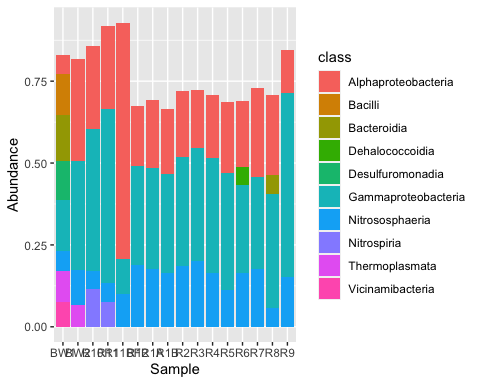 class
Alphaproteobacteria
Bacilli
Bacteroidia
Dehalococcoidia
Desulfuromonadia
Gammaproteobacteria
Nitrososphaeria
Nitrospiria
Thermoplasmata
Vicinamibacteria
Abundance
0.75
0.50
0.25
0.00
R2 R3 R4 R5 R6 R7 R8 R9
Sample